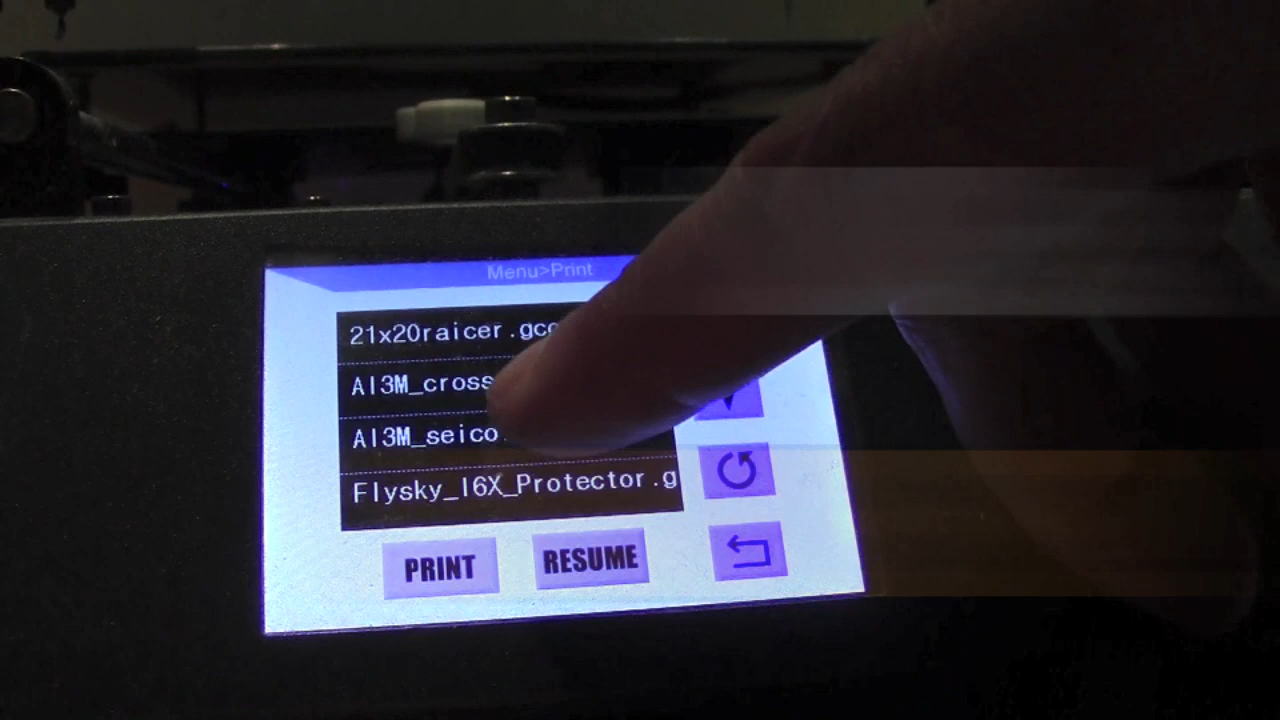 Menu>Print
21x20raicer.gco
AI3M_cross
AI3M_seico.
Flysky_I6X_Protector.g
PRINT
RESUME